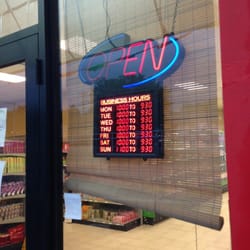 OPEN
BUSINESS HOURS
MON 10:00 TO 9:30
TUE 10:00 TO 9:30
WED 10:00 TO 9:30
THU 10:00 TO 9:30
FRI 10:00 TO 9:30
SAT 10:00 TO 9:30
SUN 11:00 TO 9:30